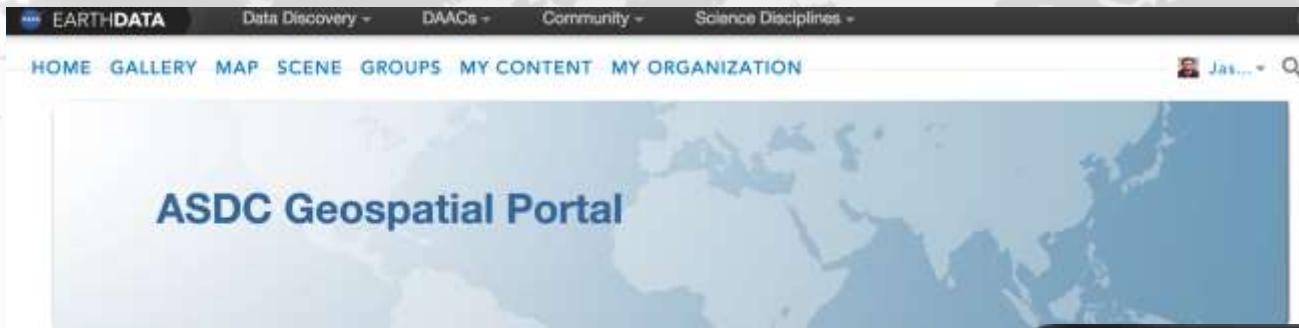 EARTHDATA Data Discovery DAACs Community Science Disciplines
HOME GALLERY MAP SCENE GROUPS MY CONTENT MY ORGANIZATION Jas...
ASDC Geospatial Portal